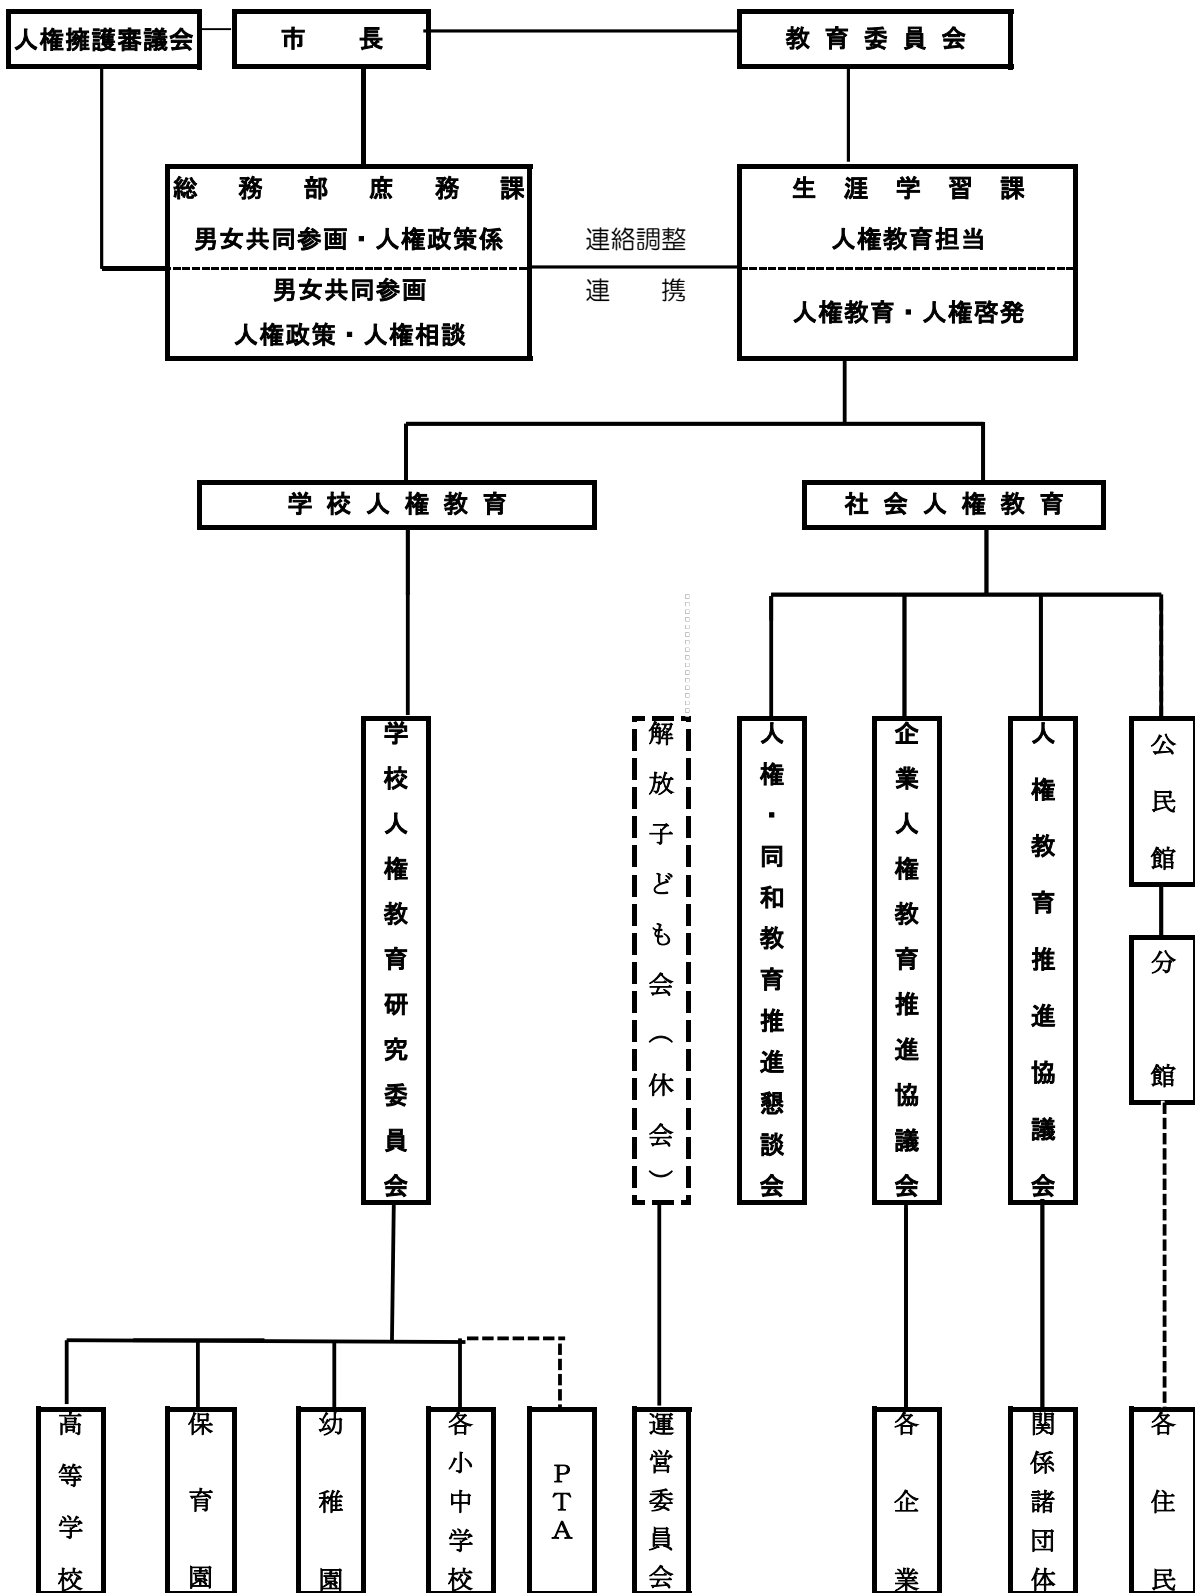 人権擁護審議会
市　長
教育委員会
総務部庶務課
男女共同参画・人権政策係
男女共同参画
人権政策・人権相談
連絡調整
連　携
生涯学習課
人権教育担当
人権教育・人権啓発
学校人権教育
社会人権教育
学校人権教育研究委員会
解放子ども会（休会）
人権・同和教育推進懇談会
企業人権教育推進協議会
人権教育推進協議会
公民館
分館
高等学校
保育園
幼稚園
各小中学校
PTA
運営委員会
各企業
関係諸団体
各住民